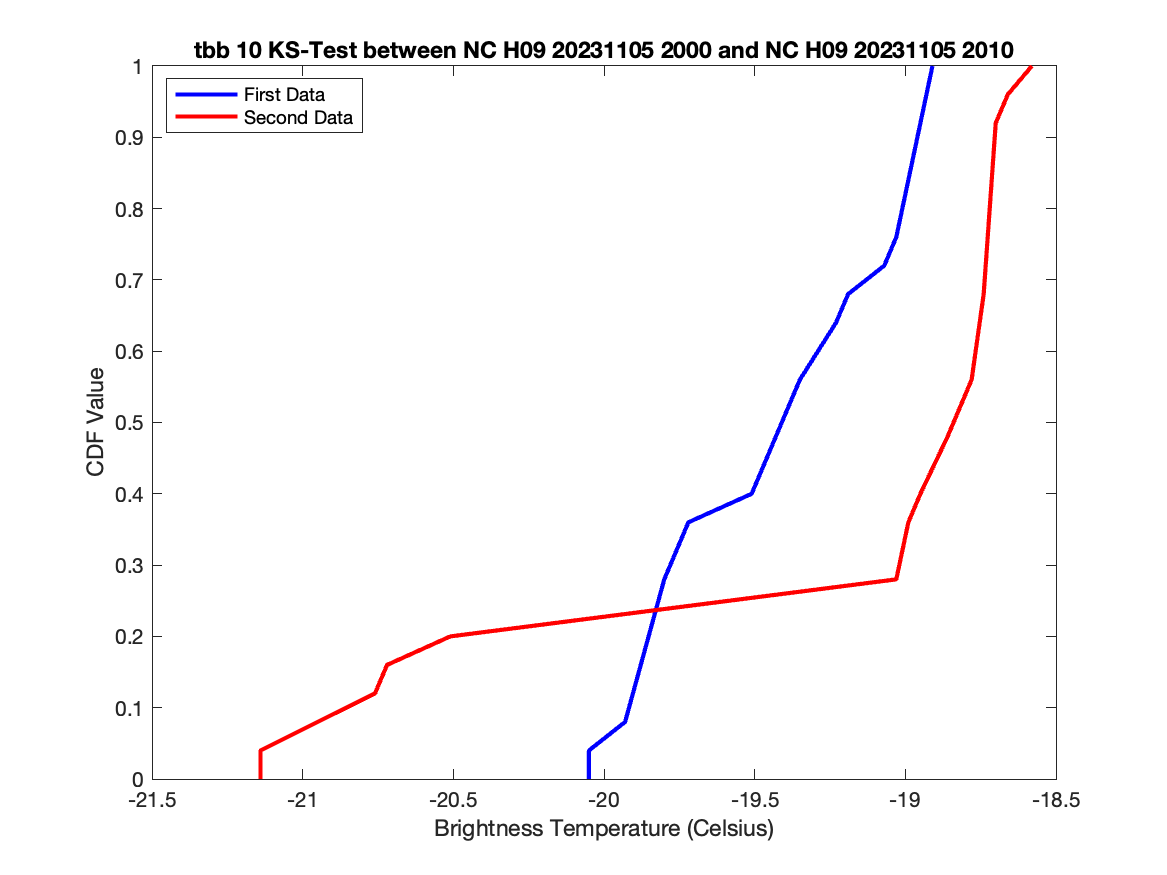 tbb 10 KS-Test between NC H09 20231105 2000 and NC H09 20231105 2010
First Data
Second Data
1
0.9
0.8
0.7
0.6
0.5
0.4
0.3
0.2
0.1
0
CDF Value
-21.5 -21 -20.5 -20 -19.5 -19 -18.5
Brightness Temperature (Celsius)